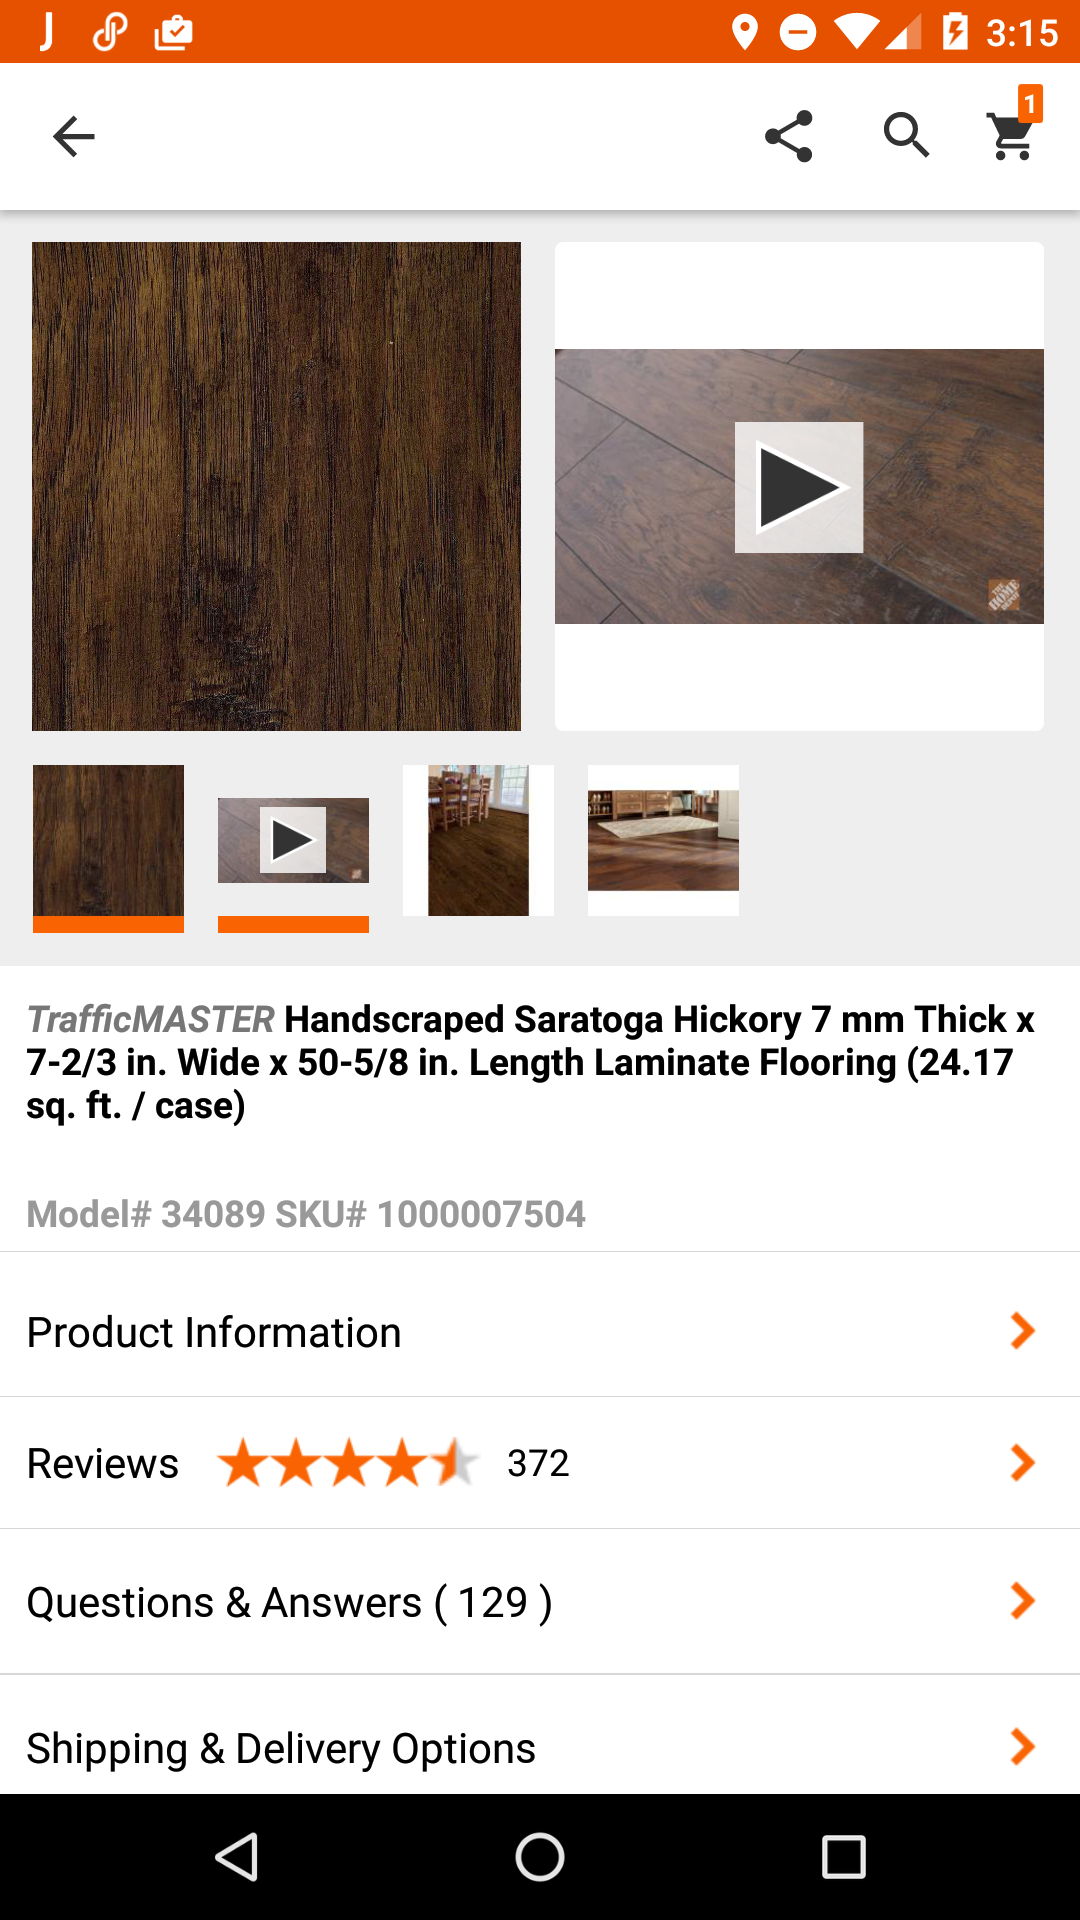 3:15
1
TrafficMASTER Handscraped Saratoga Hickory 7 mm Thick x
7-2/3 in. Wide x 50-5/8 in. Length Laminate Flooring (24.17
sq. ft. / case)
Model# 34089 SKU# 1000007504
Product Information
Reviews 372
Questions & Answers ( 129 )
Shipping & Delivery Options